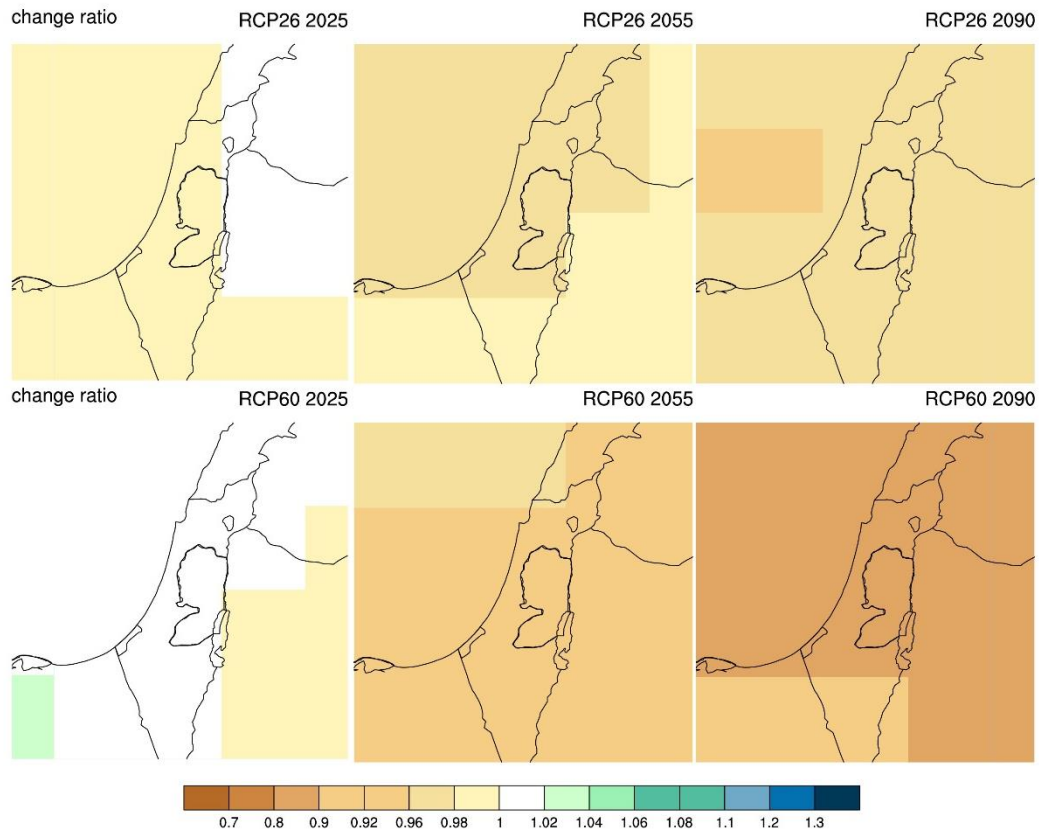 change ratio RCP26 2025 RCP26 2055 RCP26 2090
change ratio RCP60 2025 RCP60 2055 RCP60 2090
0.7 0.8 0.9 0.92 0.96 0.98 1 1.02 1.04 1.06 1.08 1.1 1.2 1.3